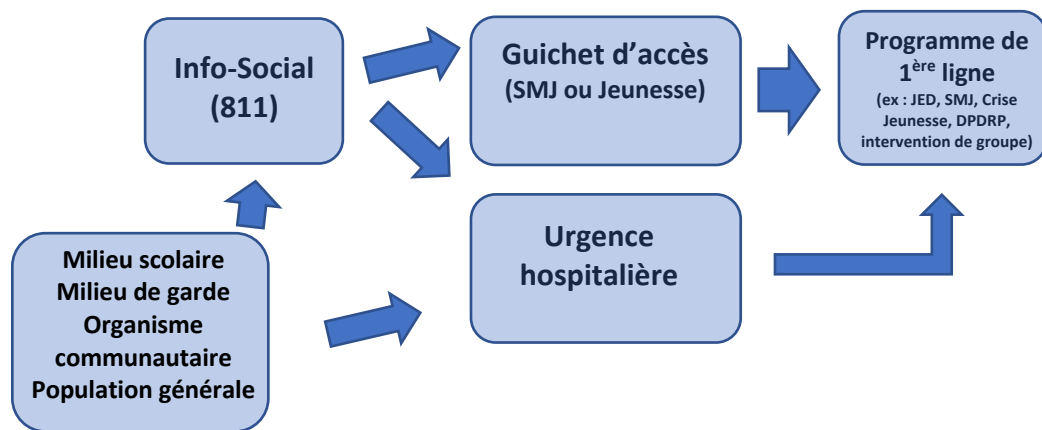 Info-Social
(811)
Guichet d’accès
(SMJ ou Jeunesse)
Programme de
1ère ligne
(ex : JED, SMJ, Crise
Jeunesse, DPDRP,
intervention de groupe)
Milieu scolaire
Milieu de garde
Organisme
communautaire
Population générale
Urgence
hospitalière